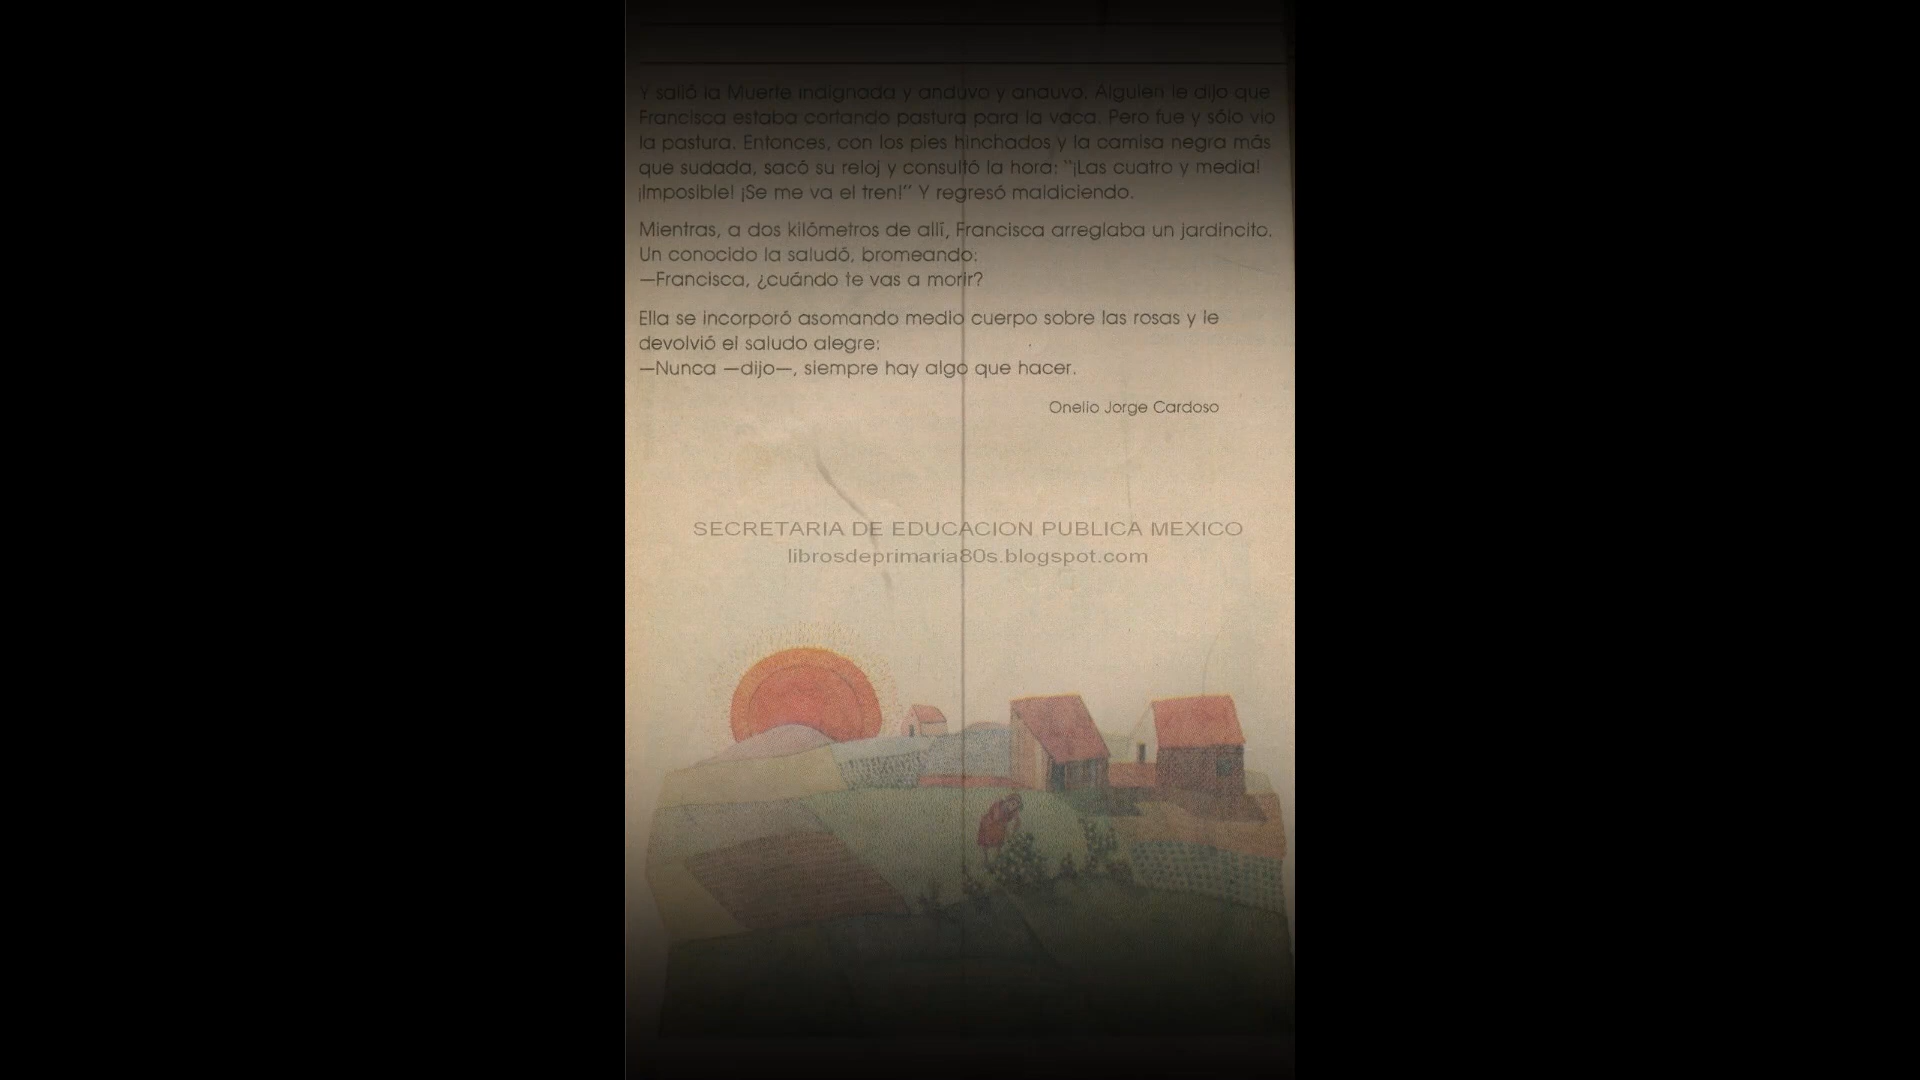 Y salió la Muerte indignada y anduvo y anduvo. Alguien le dijo que
Francisca estaba cortando pastura para la vaca. Pero fue y sólo vio
la pastura. Entonces, con los pies hinchados y la camisa negra más
que sudada, sacó su reloj y consultó la hora: “¡Las cuatro y media!
¡Imposible! ¡Se me va el tren!” Y regresó maldiciendo.
Mientras, a dos kilómetros de allí, Francisca arreglaba un jardincito.
Un conocido la saludó, bromeando:
—Francisca, ¿cuándo te vas a morir?
Ella se incorporó asomando medio cuerpo sobre las rosas y le
devolvió el saludo alegre:
—Nunca —dijo—, siempre hay algo que hacer.
Onelio Jorge Cardoso
SECRETARIA DE EDUCACION PUBLICA MEXICO
librosdeprimaria80s.blogspot.com